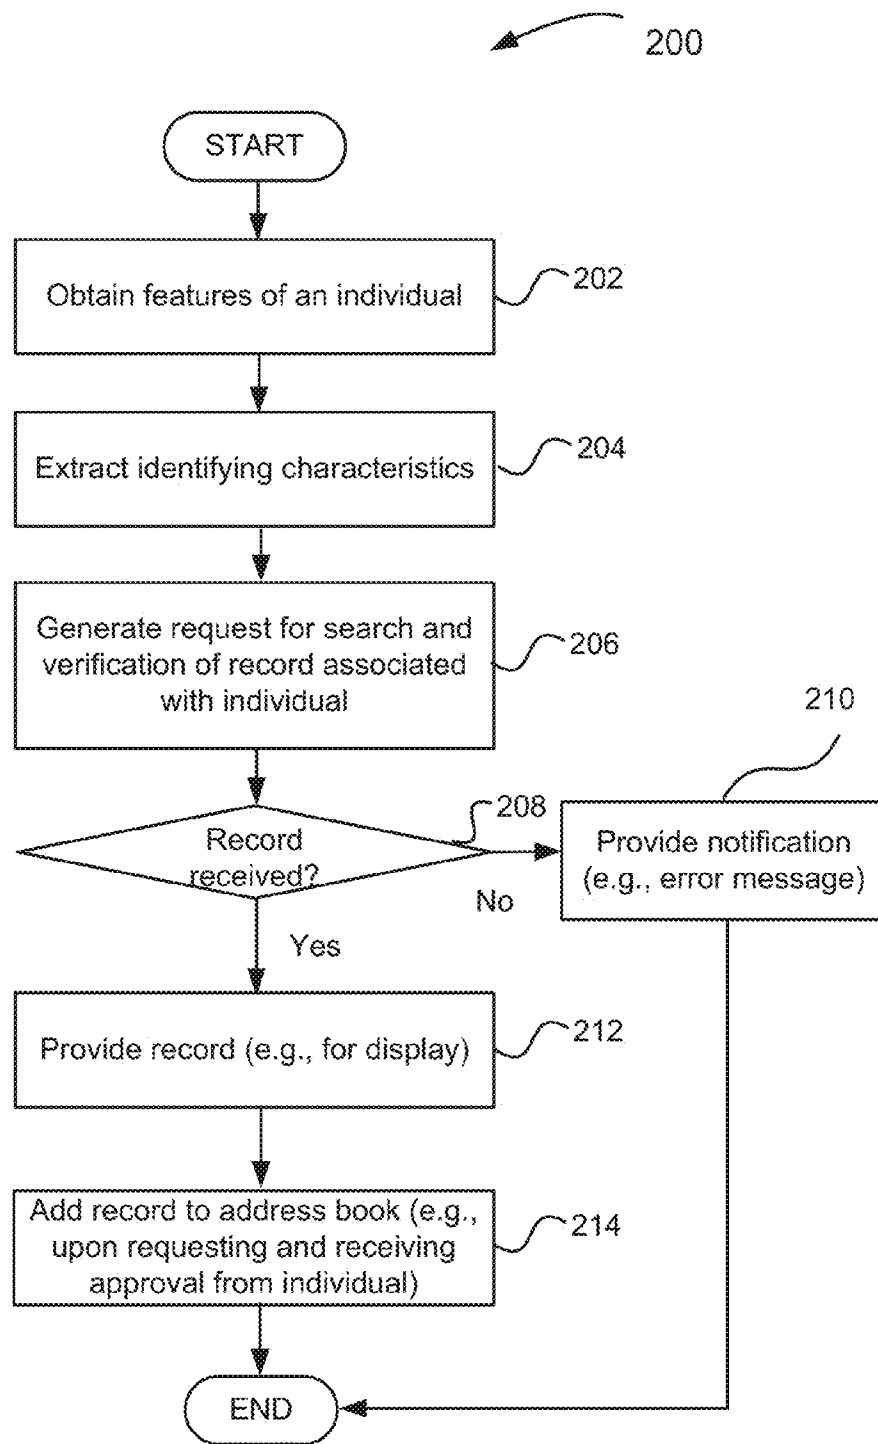 200
START
Obtain features of an individual
202
Extract identifying characteristics
204
Generate request for search and
verification of record associated
with individual
206
210
208
Record
received?
Provide notification
(e.g., error message)
No
Yes
Provide record (e.g., for display)
212
Add record to address book (e.g.,
upon requesting and receiving
approval from individual)
214
END